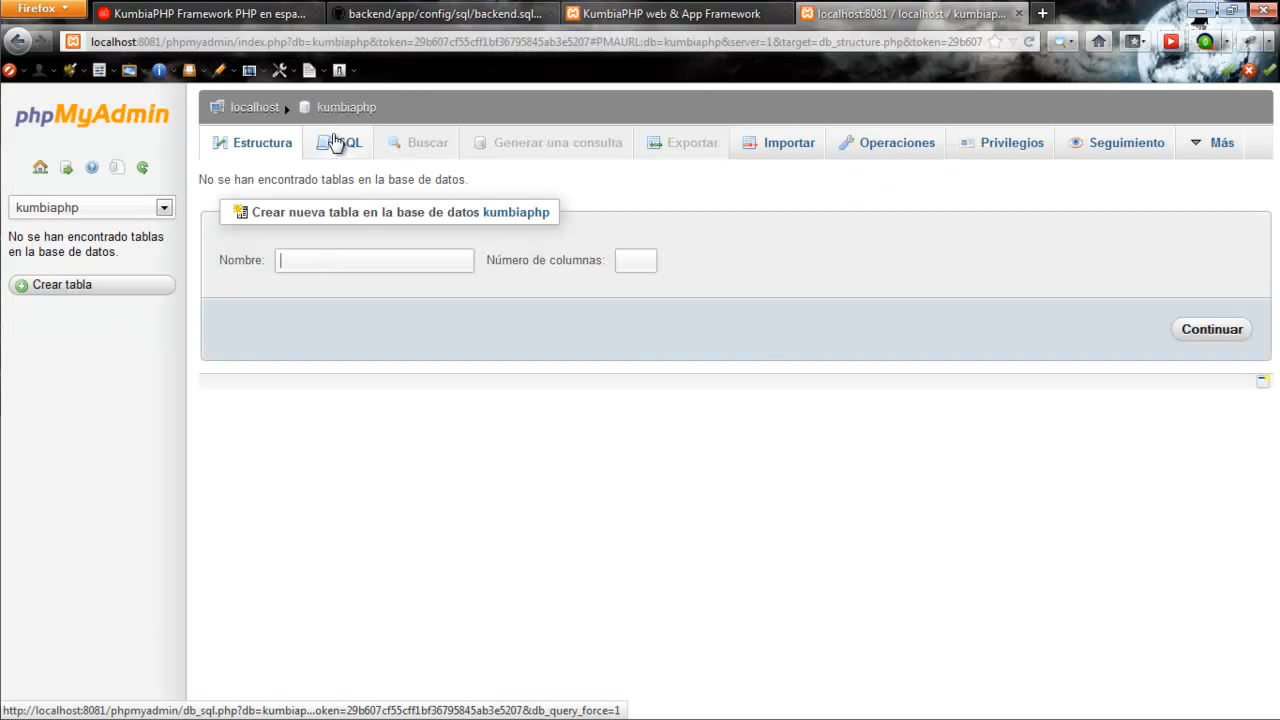 Firefox
KumbiaPHP Framework PHP en espa...
backend/app/config/sql/backend.sql...
KumbiaPHP web & App Framework
localhost:8081 / localhost / kumbiap...
localhost:8081/phpmyadmin/index.php?db=kumbiaphp&token=29b607cf55cff1bf36795845ab3e5207#PMAURL:db=kumbiaphp&server=1&target=db_structure.php&token=29b607
phpMyAdmin
kumbiaphp
No se han encontrado tablas
en la base de datos.
Crear tabla
localhost
kumbiaphp
Estructura
SQL
Buscar
Generar una consulta
Exportar
Importar
Operaciones
Privilegios
Seguimiento
Más
No se han encontrado tablas en la base de datos.
Crear nueva tabla en la base de datos kumbiaphp
Nombre:
Número de columnas:
Continuar
http://localhost:8081/phpmyadmin/db_sql.php?db=kumbiap...oken=29b607cf55cff1bf36795845ab3e5207&db_query_force=1